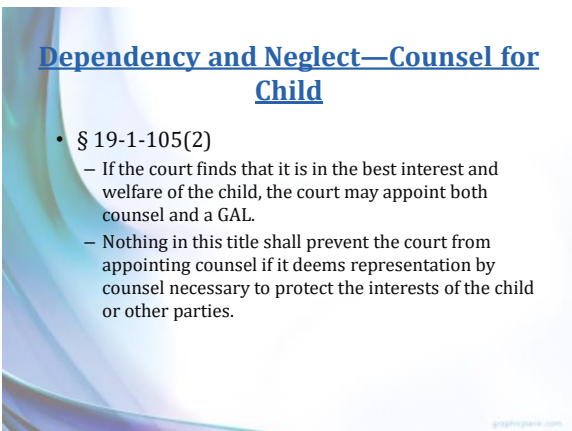 Dependency and Neglect—Counsel for
Child
• § 19-1-105(2)
– If the court finds that it is in the best interest and
welfare of the child, the court may appoint both
counsel and a GAL.
– Nothing in this title shall prevent the court from
appointing counsel if it deems representation by
counsel necessary to protect the interests of the child
or other parties.
graphicpanic.com